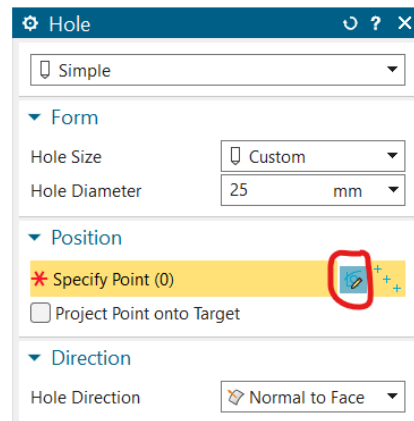 Hole ?
Simple
Form
Hole Size Custom
Hole Diameter 25 mm
Position
* Specify Point (0)
Project Point onto Target
Direction
Hole Direction Normal to Face